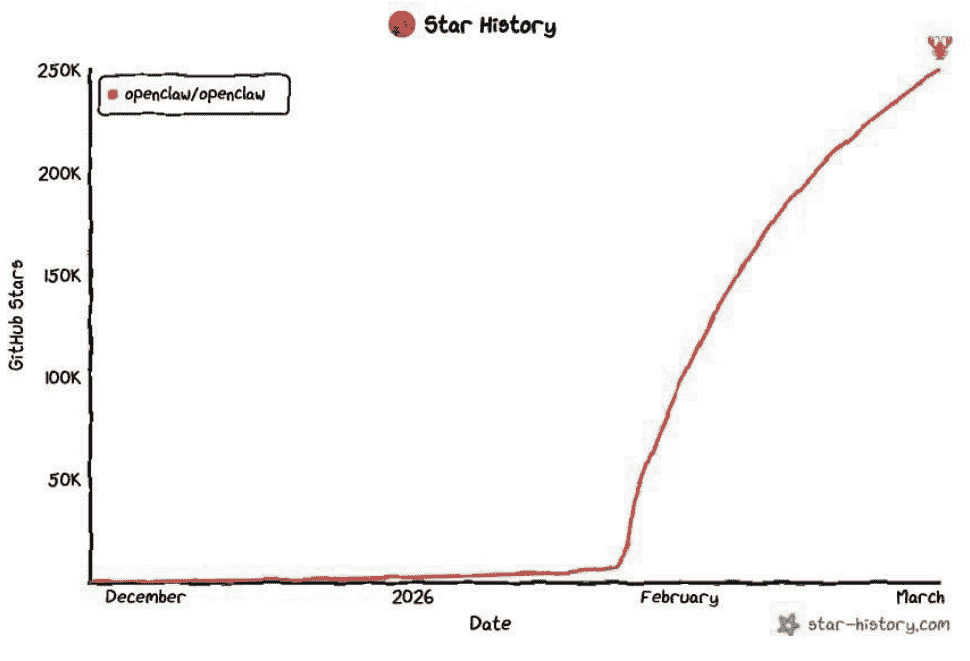 Star History
250K
openclaw/openclaw
200K
150K
100K
50K
GitHub Stars
December 2026 February March
Date
star-history.com